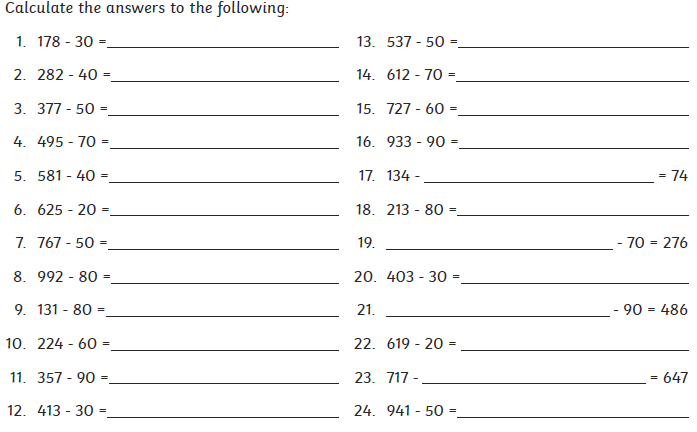 Calculate the answers to the following:
1. 178 - 30 =
2. 282 - 40 =
3. 377 - 50 =
4. 495 - 70 =
5. 581 - 40 =
6. 625 - 20 =
7. 767 - 50 =
8. 992 - 80 =
9. 131 - 80 =
10. 224 - 60 =
11. 357 - 90 =
12. 413 - 30 =
13. 537 - 50 =
14. 612 - 70 =
15. 727 - 60 =
16. 933 - 90 =
17. 134 - ______ = 74
18. 213 - 80 =
19. ______ - 70 = 276
20. 403 - 30 =
21. ______ - 90 = 486
22. 619 - 20 =
23. 717 - ______ = 647
24. 941 - 50 =